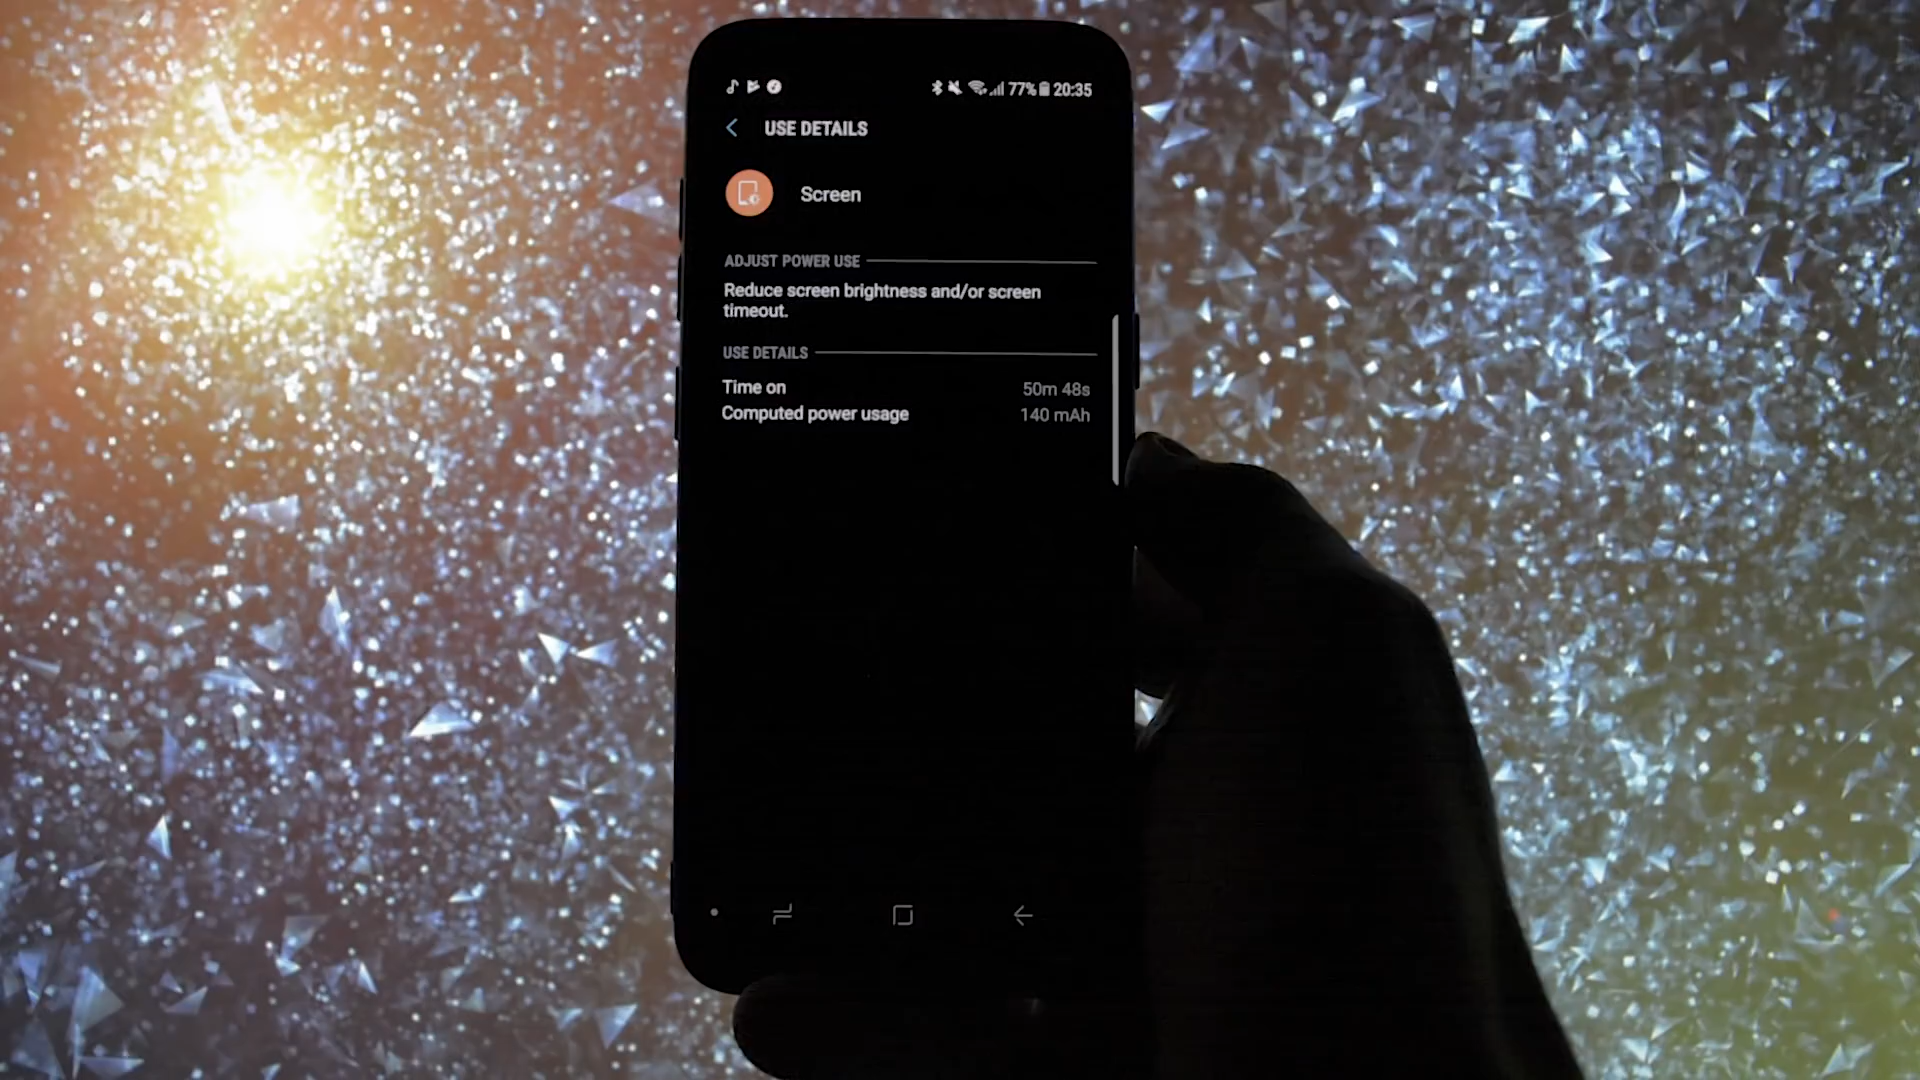 77% 20:35
USE DETAILS
Screen
ADJUST POWER USE
Reduce screen brightness and/or screen
timeout.
USE DETAILS
Time on 50m 48s
Computed power usage 140 mAh